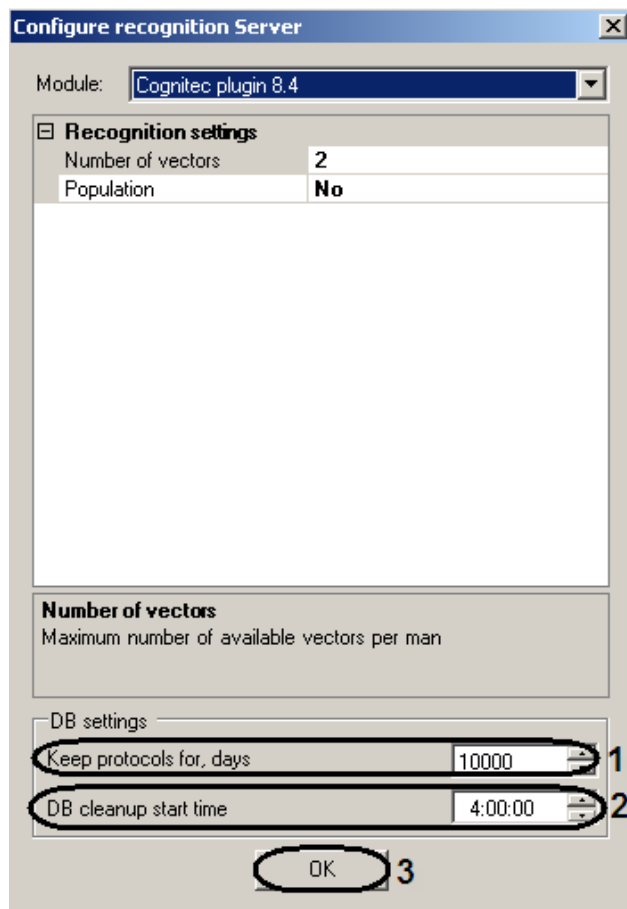 Configure recognition Server
Module: Cognitec plugin 8.4
Recognition settings
Number of vectors 2
Population No
Number of vectors
Maximum number of available vectors per man
DB settings
Keep protocols for, days 10000 1
DB cleanup start time 4:00:00 2
OK 3